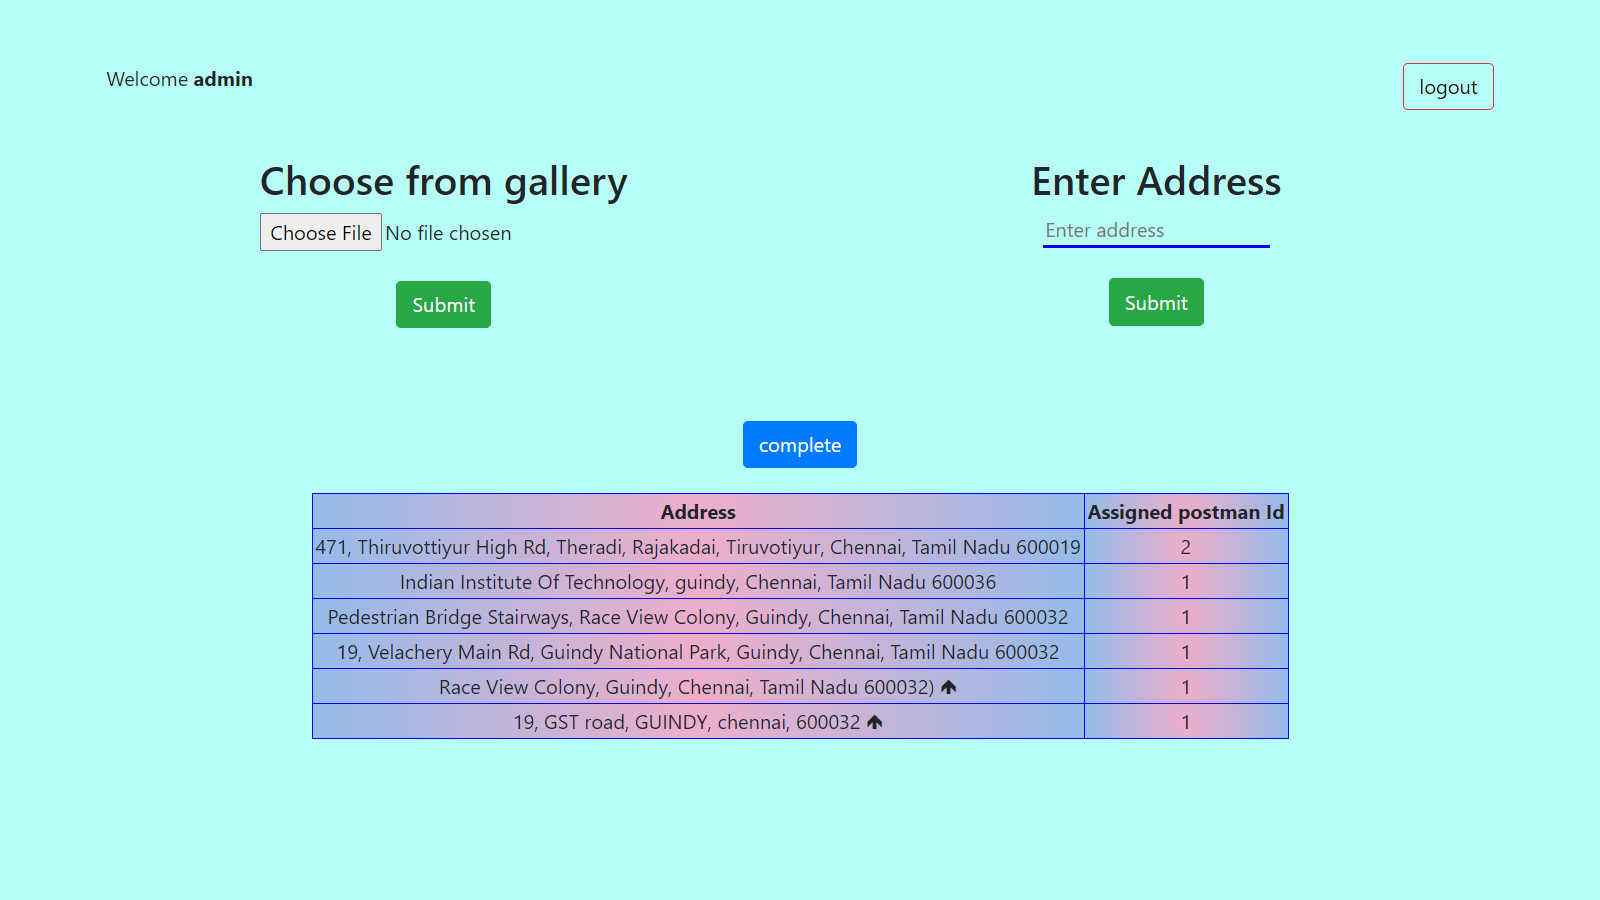 Welcome admin
logout
Choose from gallery
Choose File No file chosen
Submit
Enter Address
Enter address
Submit
complete
Address Assigned postman Id
471, Thiruvottiyur High Rd, Theradi, Rajakadai, Tiruvotiyur, Chennai, Tamil Nadu 600019 2
Indian Institute Of Technology, guindy, Chennai, Tamil Nadu 600036 1
Pedestrian Bridge Stairways, Race View Colony, Guindy, Chennai, Tamil Nadu 600032 1
19, Velachery Main Rd, Guindy National Park, Guindy, Chennai, Tamil Nadu 600032 1
Race View Colony, Guindy, Chennai, Tamil Nadu 600032) 🡅 1
19, GST road, GUINDY, chennai, 600032 🡅 1